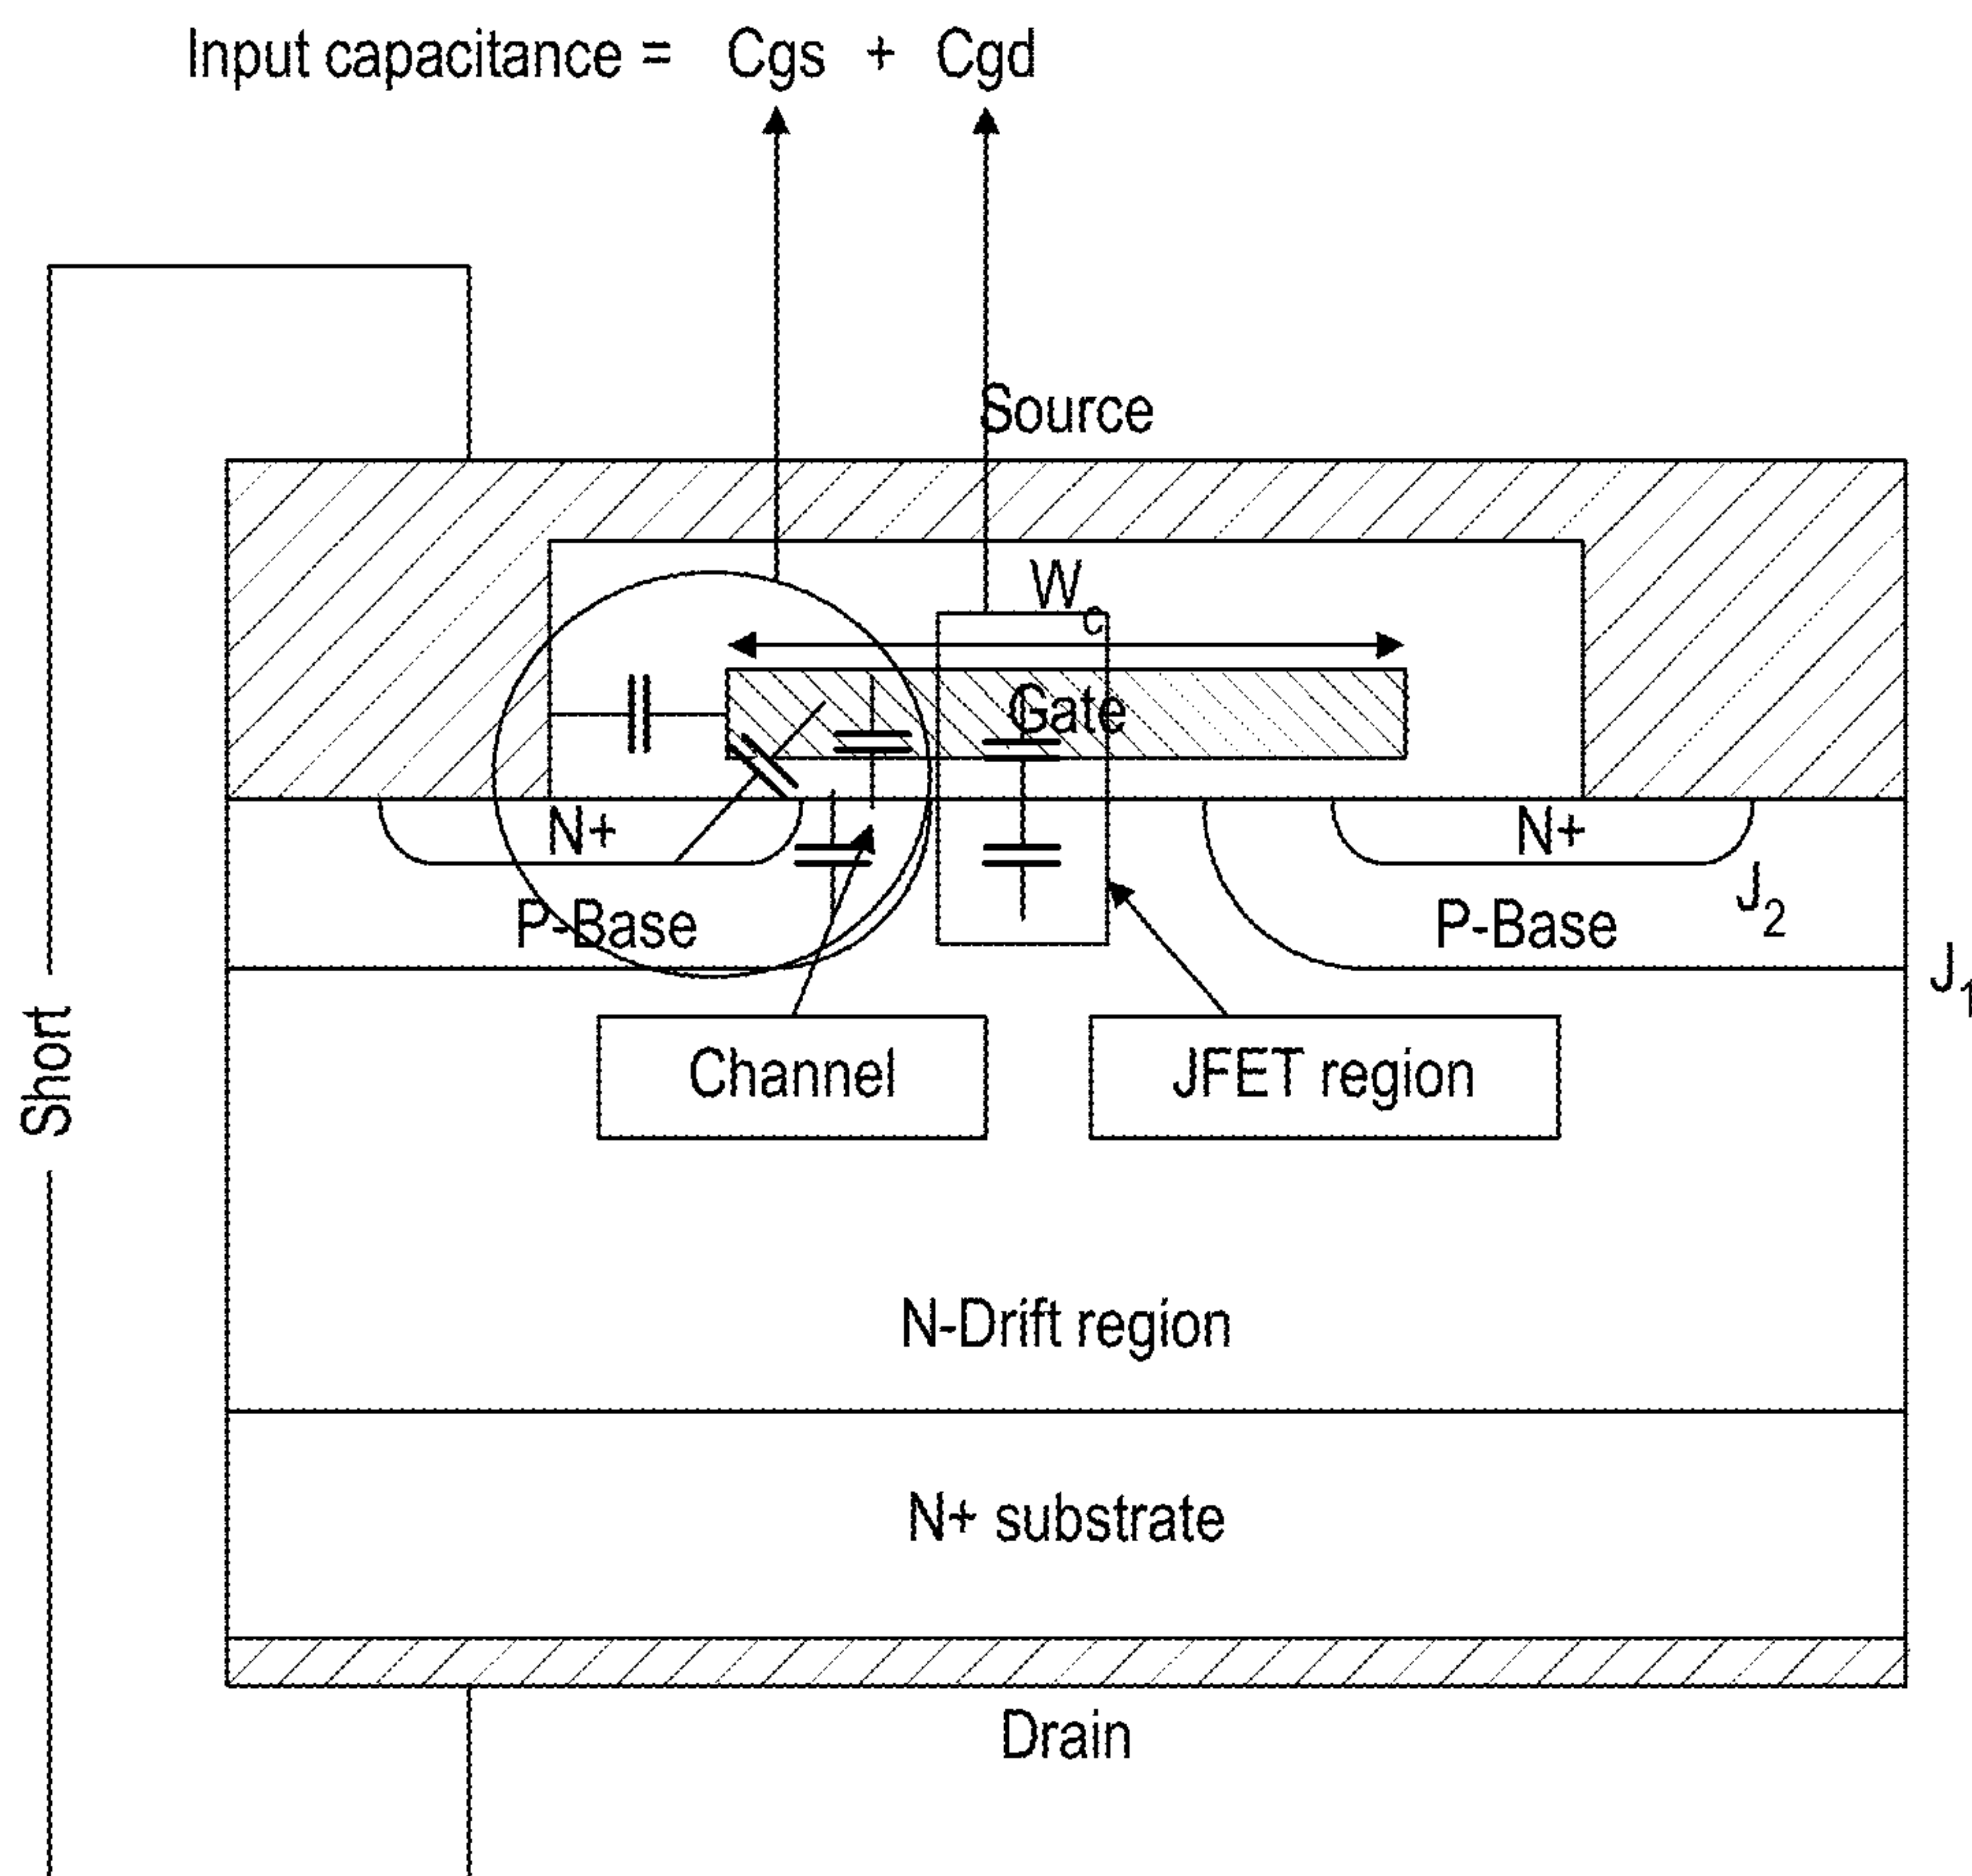 Input capacitance = Cgs + Cgd
Source
Wc
Gate
N+
N+
P-Base
P-Base
J2
J1
Short
Channel
JFET region
N-Drift region
N+ substrate
Drain